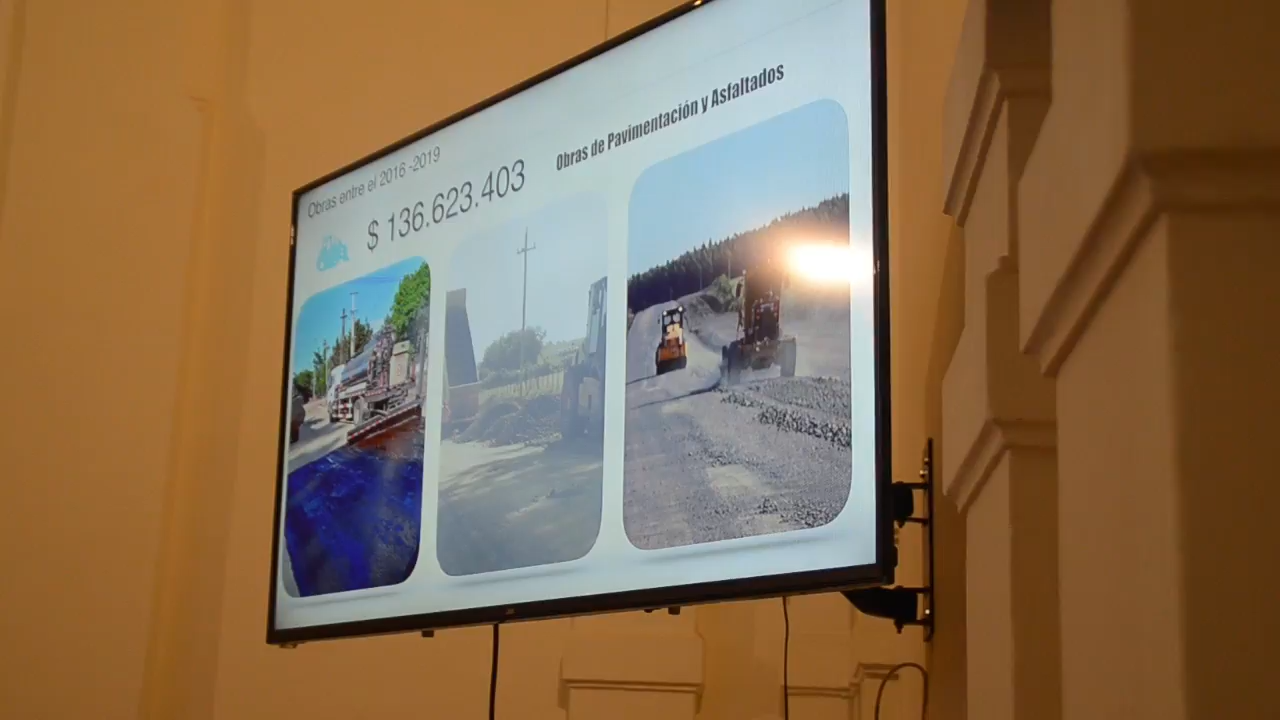 Obras entre el 2016 -2019
$ 136.623.403
Obras de Pavimentación y Asfaltados